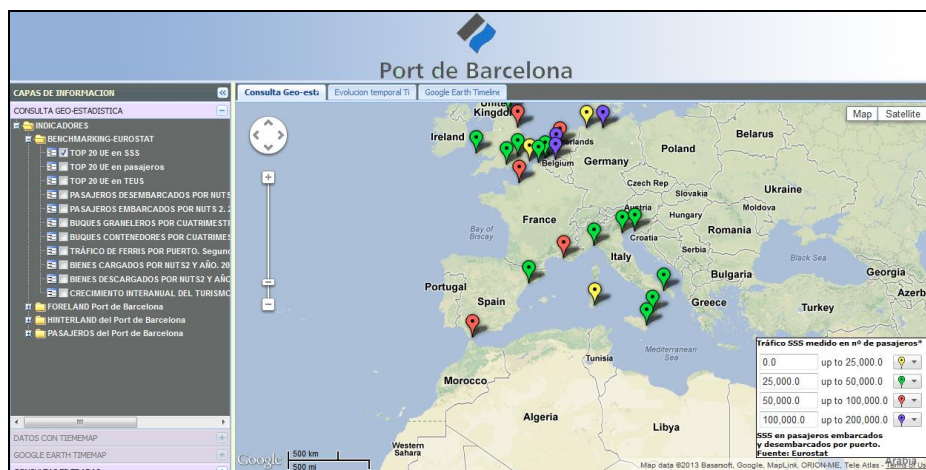 Port de Barcelona
CAPAS DE INFORMACION
CONSULTA GEO-ESTADISTICA
INDICADORES
BENCHMARKING-EUROSTAT
TOP 20 UE en SSS
TOP 20 UE en pasajeros
TOP 20 UE en TEUS
PASAJEROS DESEMBARCADOS POR NUTS
PASAJEROS EMBARCADOS POR NUTS 2. 2
BUQUES GRANELEROS POR CUATRIMEST
BUQUES CONTENEDORES POR CUATRIMES
TRÁFICO DE FERRIS POR PUERTO. Segund
BIENES CARGADOS POR NUTS2 Y AÑO. 20
BIENES DESCARGADOS POR NUTS2 Y AÑO
CRECIMIENTO INTERANUAL DEL TURISMO
FORELAND Port de Barcelona
HINTERLAND del Port de Barcelona
PASAJEROS del Port de Barcelona
DATOS CON TIEMEMAP
GOOGLE EARTH TIMEMAP
Consulta Geo-esta
Evolucion temporal Ti
Google Earth Timeline
Map
Satellite
United
Kingdom
Ireland
Belgium
Germany
Poland
Belarus
Czech Rep
Slovakia
Ukraine
Austria
Hungary
Moldova
France
Bay of
Biscay
Croatia
Romania
Serbia
Italy
Bulgaria
Black Sea
Georgia
Azerb
Portugal
Spain
Greece
Turkey
Mediterranean
Sea
Tunisia
Morocco
Algeria
Libya
Western
Sahara
Arabia
Tráfico SSS medido en nº de pasajeros*
0.0 up to 25,000.0
25,000.0 up to 50,000.0
50,000.0 up to 100,000.0
100,000.0 up to 200,000.0
SSS en pasajeros embarcados
y desembarcados por puerto.
Fuente: Eurostat
Google
500 km
500 mi
Map data ©2013 Basarsoft, Google, MapLink, ORION-ME, Tele Atlas - Terms of Us